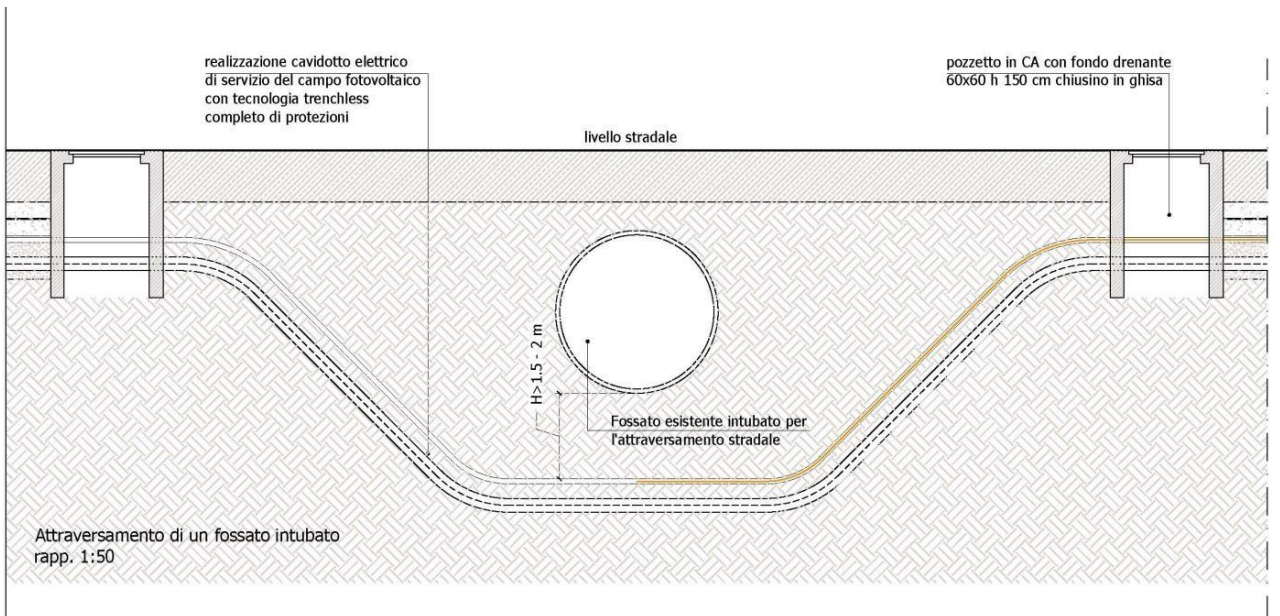 realizzazione cavidotto elettrico
di servizio del campo fotovoltaico
con tecnologia trenchless
completo di protezioni
pozzetto in CA con fondo drenante
60x60 h 150 cm chiusino in ghisa
livello stradale
H>1.5 - 2 m
Fossato esistente intubato per
l'attraversamento stradale
Attraversamento di un fossato intubato
rapp. 1:50